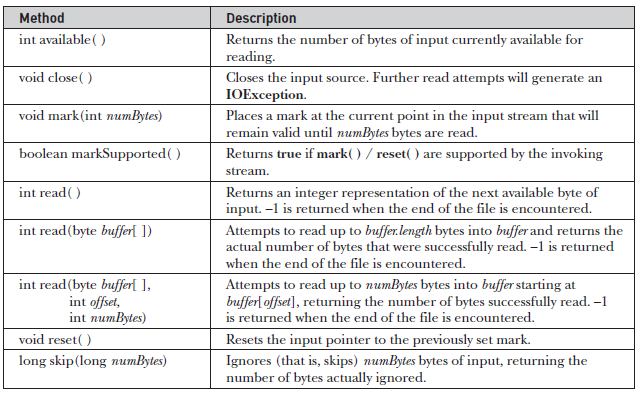 Method Description
int available( ) Returns the number of bytes of input currently available for
reading.
void close( ) Closes the input source. Further read attempts will generate an
IOException.
void mark(int numBytes) Places a mark at the current point in the input stream that will
remain valid until numBytes bytes are read.
boolean markSupported( ) Returns true if mark( ) / reset( ) are supported by the invoking
stream.
int read( ) Returns an integer representation of the next available byte of
input. –1 is returned when the end of the file is encountered.
int read(byte buffer[ ]) Attempts to read up to buffer.length bytes into buffer and returns the
actual number of bytes that were successfully read. –1 is returned
when the end of the file is encountered.
int read(byte buffer[ ], Attempts to read up to numBytes bytes into buffer starting at
int offset, buffer[offset], returning the number of bytes successfully read. –1
int numBytes) is returned when the end of the file is encountered.
void reset( ) Resets the input pointer to the previously set mark.
long skip(long numBytes) Ignores (that is, skips) numBytes bytes of input, returning the
number of bytes actually ignored.